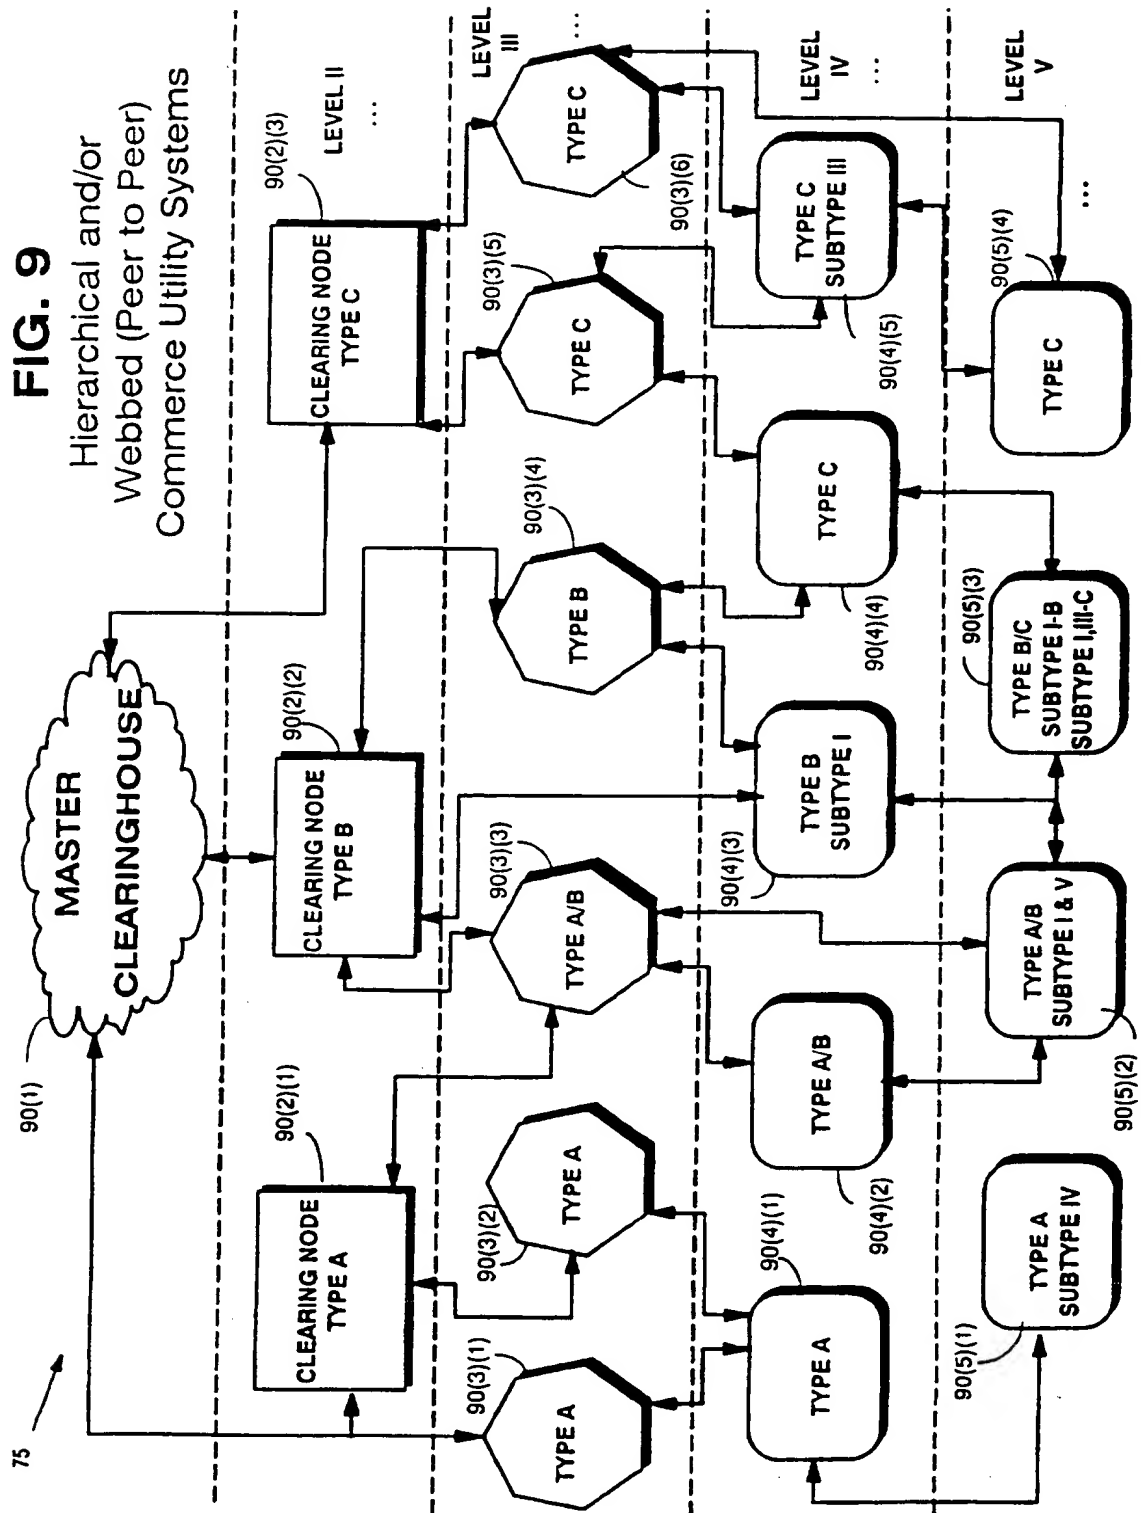 FIG. 9
Hierarchical and/or
Webbed (Peer to Peer)
Commerce Utility Systems
75
90(1)
MASTER
CLEARINGHOUSE
LEVEL II
...
90(2)(1)
CLEARING NODE
TYPE A
90(2)(2)
CLEARING NODE
TYPE B
90(2)(3)
CLEARING NODE
TYPE C
LEVEL
III
...
90(3)(1)
TYPE A
90(3)(2)
TYPE A
90(3)(3)
TYPE A/B
90(3)(4)
TYPE B
90(3)(5)
TYPE C
90(3)(6)
TYPE C
LEVEL
IV
...
90(4)(1)
TYPE A
90(4)(2)
TYPE A/B
90(4)(3)
TYPE B
SUBTYPE I
90(4)(4)
TYPE C
90(4)(5)
TYPE C
SUBTYPE III
LEVEL
V
...
90(5)(1)
TYPE A
SUBTYPE IV
90(5)(2)
TYPE A/B
SUBTYPE I & V
90(5)(3)
TYPE B/C
SUBTYPE I-B
SUBTYPE I,III-C
90(5)(4)
TYPE C